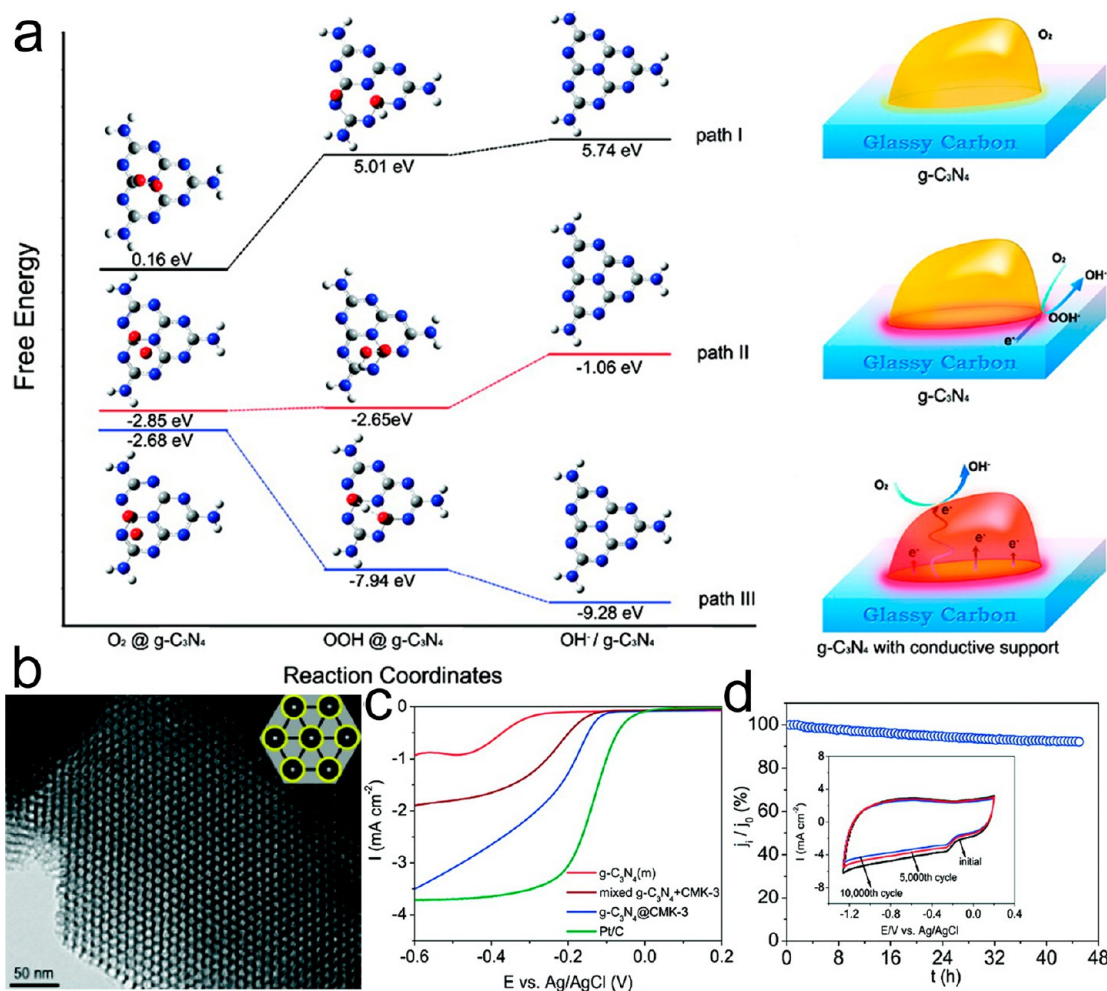 a
Free Energy
0.16 eV
5.01 eV
5.74 eV
path I
-2.85 eV
-2.65eV
-1.06 eV
path II
-2.68 eV
-7.94 eV
-9.28 eV
path III
O₂ @ g-C₃N₄
OOH @ g-C₃N₄
OH⁻ / g-C₃N₄
Reaction Coordinates
O₂
Glassy Carbon
g-C₃N₄
O₂
OH⁻
OOH⁻
e⁻
Glassy Carbon
g-C₃N₄
O₂
OH⁻
e⁻
e⁻
e⁻
e⁻
Glassy Carbon
g-C₃N₄ with conductive support
b
50 nm
c
I (mA cm⁻²)
0
-1
-2
-3
-4
g-C₃N₄(m)
mixed g-C₃N₄+CMK-3
g-C₃N₄@CMK-3
Pt/C
-0.6
-0.4
-0.2
0.0
0.2
E vs. Ag/AgCl (V)
d
jᵢ / j₀ (%)
100
80
60
40
20
0
I (mA cm⁻²)
4
0
-4
-8
initial
5,000th cycle
10,000th cycle
-1.2
-0.8
-0.4
0.0
0.4
E/V vs. Ag/AgCl
0
16
32
48
t (h)